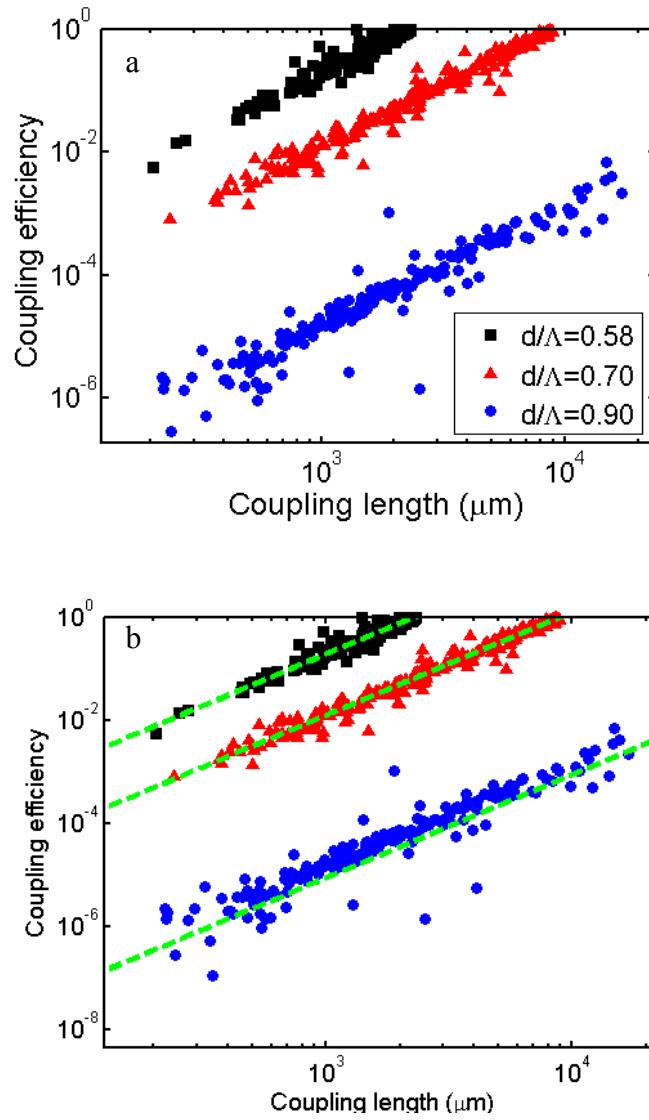 a
10^0
10^-2
10^-4
10^-6
Coupling efficiency
d/Λ=0.58
d/Λ=0.70
d/Λ=0.90
10^3
10^4
Coupling length (μm)
b
10^0
10^-2
10^-4
10^-6
10^-8
Coupling efficiency
10^3
10^4
Coupling length (μm)